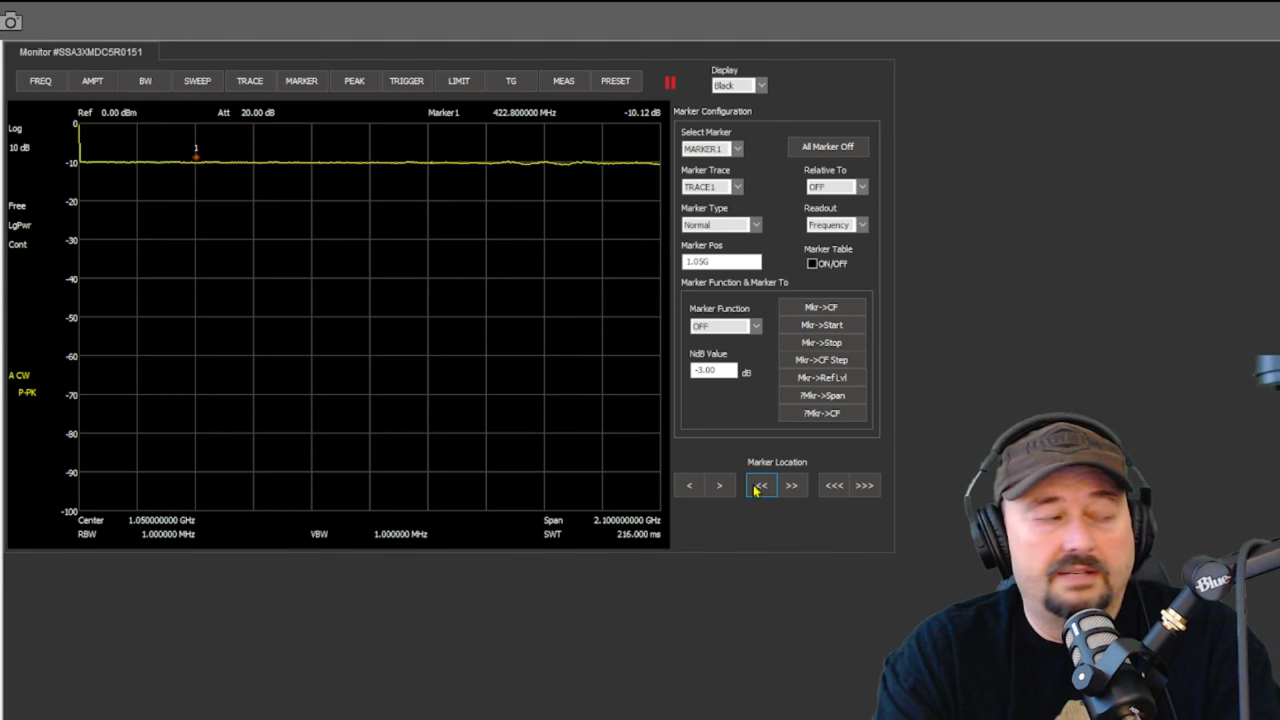 Monitor #SSA3XMDC5R0151
FREQ AMPT BW SWEEP TRACE MARKER PEAK TRIGGER LIMIT TG MEAS PRESET
Display
Black
Ref 0.00 dBm Att 20.00 dB Marker1 422.800000 MHz -10.12 dB
Log
10 dB
Free
LgPwr
Cont
A CW
P-PK
0
-10
-20
-30
-40
-50
-60
-70
-80
-90
-100
1
Center 1.050000000 GHz Span 2.100000000 GHz
RBW 1.000000 MHz VBW 1.000000 MHz SWT 216.000 ms
Marker Configuration
Select Marker
MARKER1
All Marker Off
Marker Trace
TRACE1
Relative To
OFF
Marker Type
Normal
Readout
Frequency
Marker Pos
1.05G
Marker Table
ON/OFF
Marker Function & Marker To
Marker Function
OFF
NdB Value
-3.00 dB
Mkr->CF
Mkr->Start
Mkr->Stop
Mkr->CF Step
Mkr->Ref Lvl
?Mkr->Span
?Mkr->CF
Marker Location
< > << >> <<< >>>
Blue